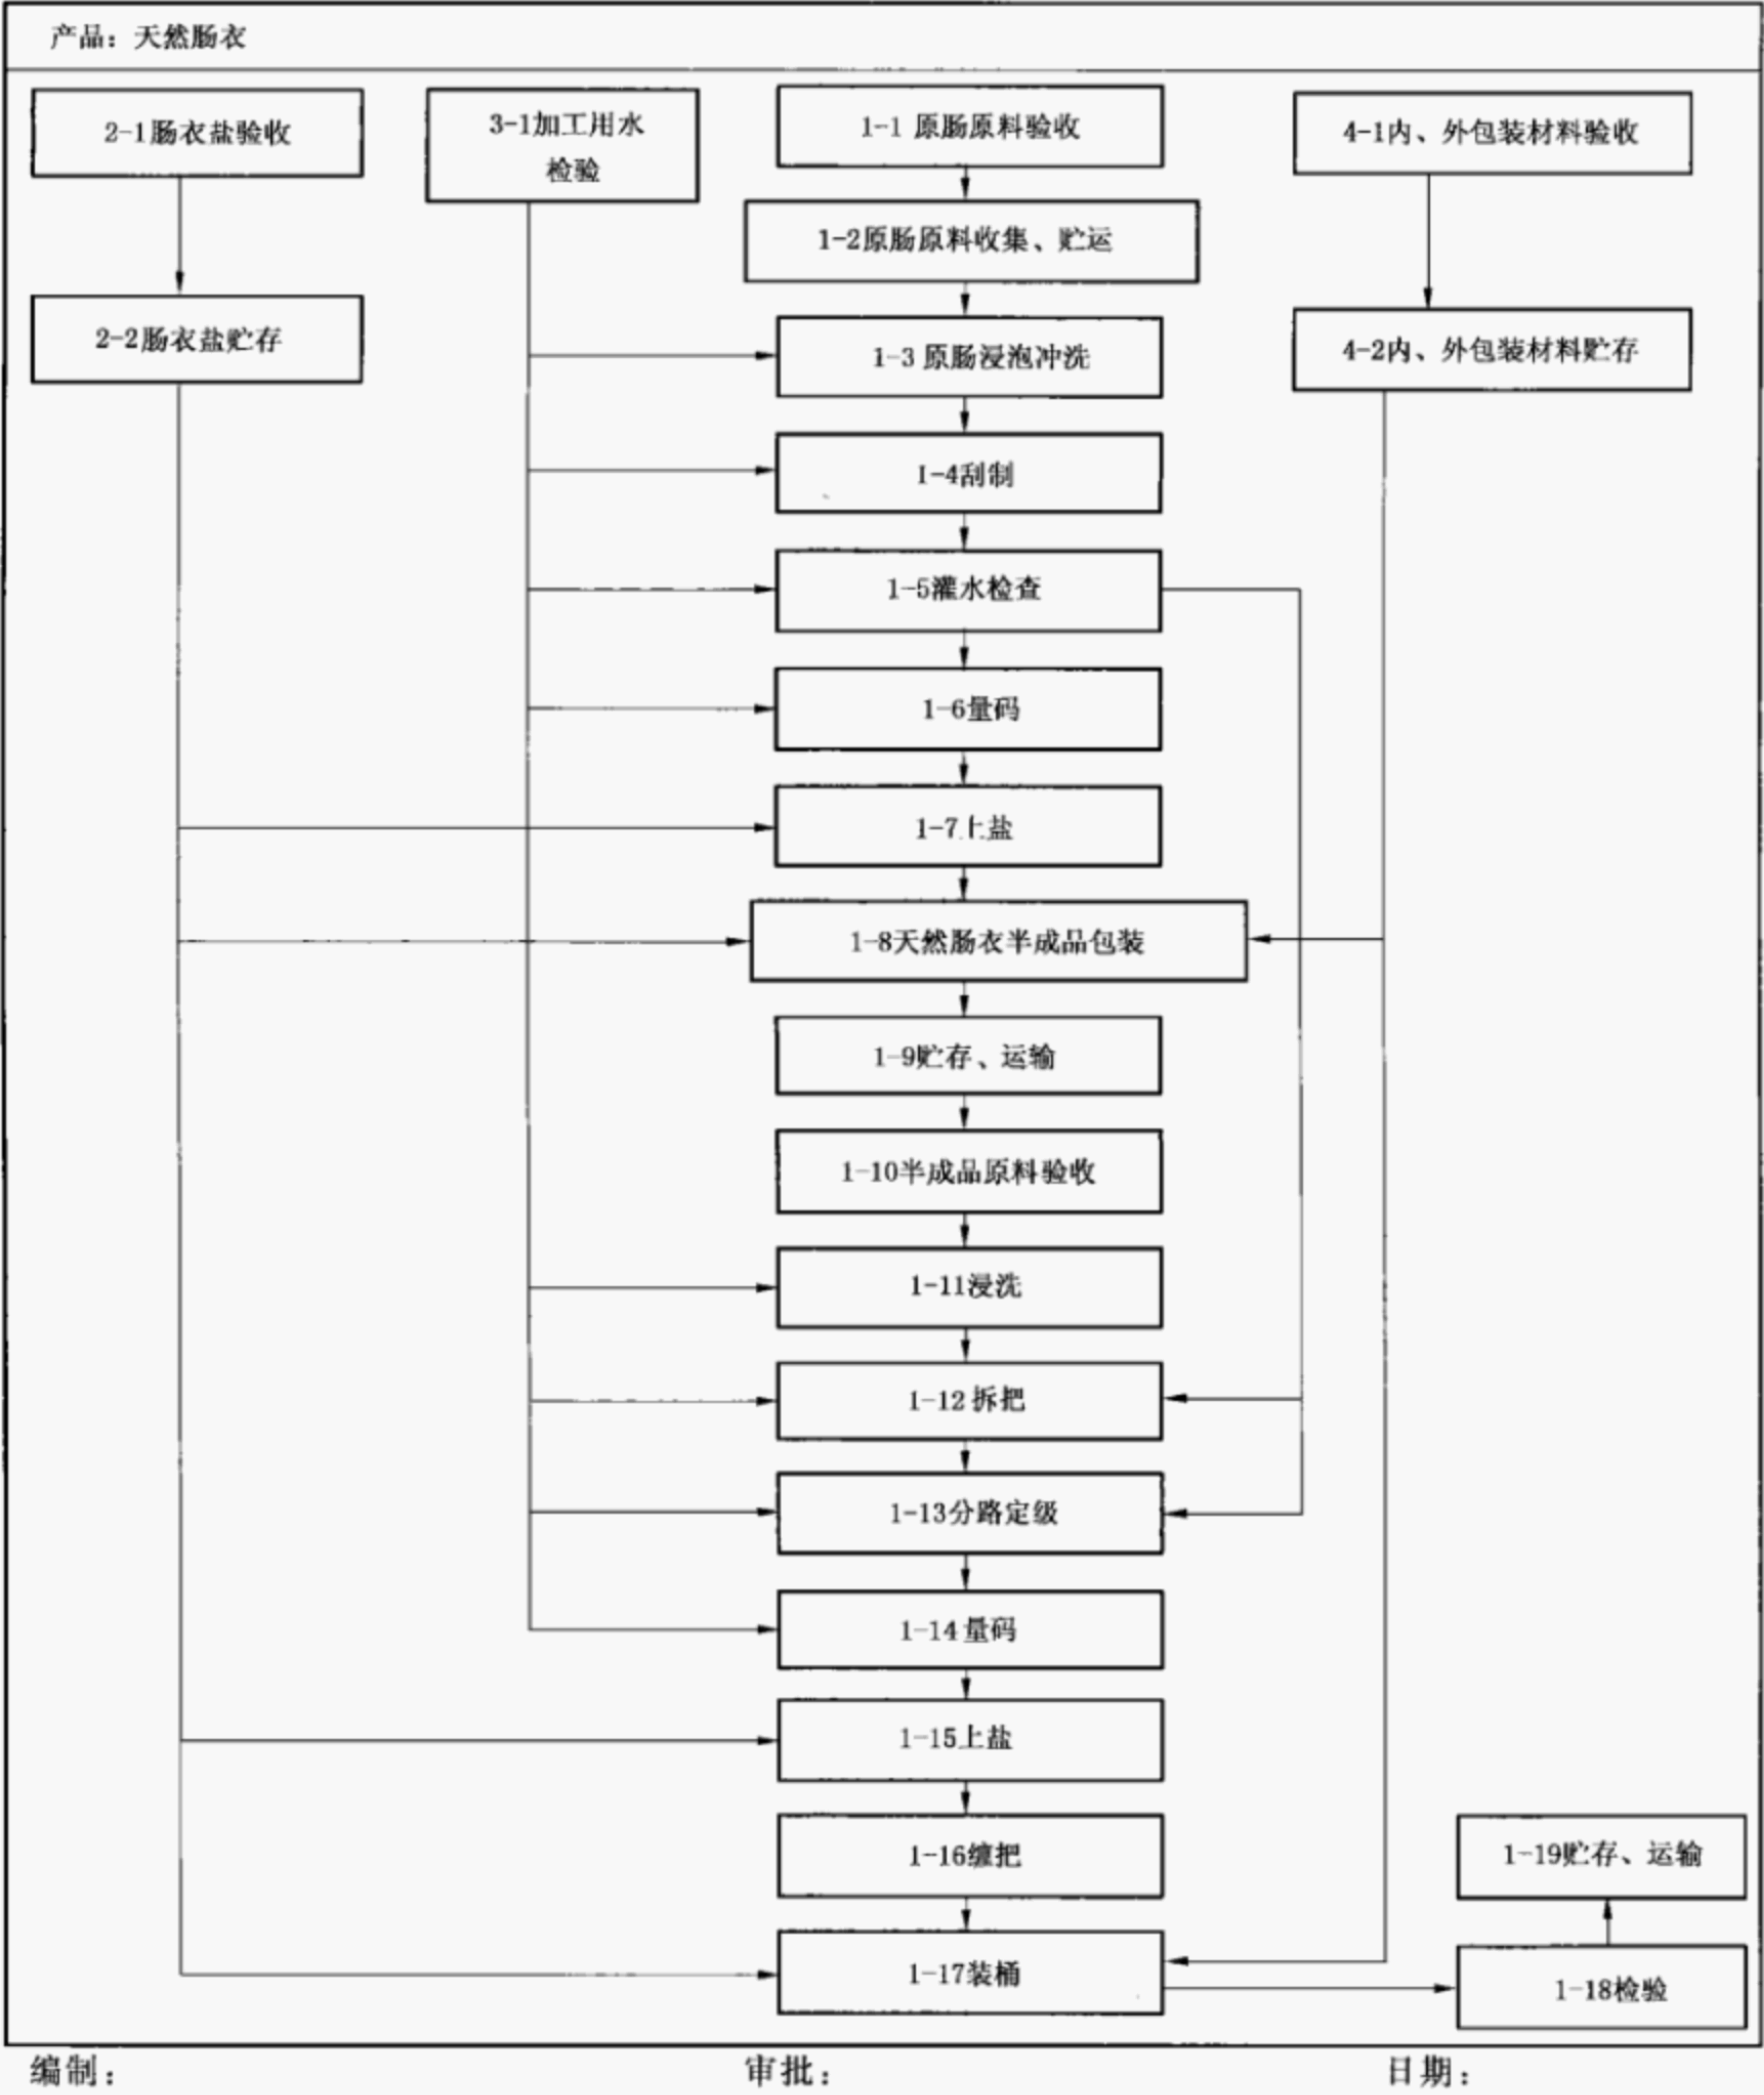 产品：天然肠衣
2-1肠衣盐验收
3-1加工用水
检验
1-1 原肠原料验收
4-1内、外包装材料验收
1-2原肠原料收集、贮运
2-2肠衣盐贮存
1-3 原肠浸泡冲洗
4-2内、外包装材料贮存
1-4刮制
1-5灌水检查
1-6量码
1-7上盐
1-8天然肠衣半成品包装
1-9贮存、运输
1-10半成品原料验收
1-11浸洗
1-12 拆把
1-13分路定级
1-14 量码
1-15上盐
1-16缠把
1-19贮存、运输
1-17装桶
1-18检验
编制：
审批：
日期：